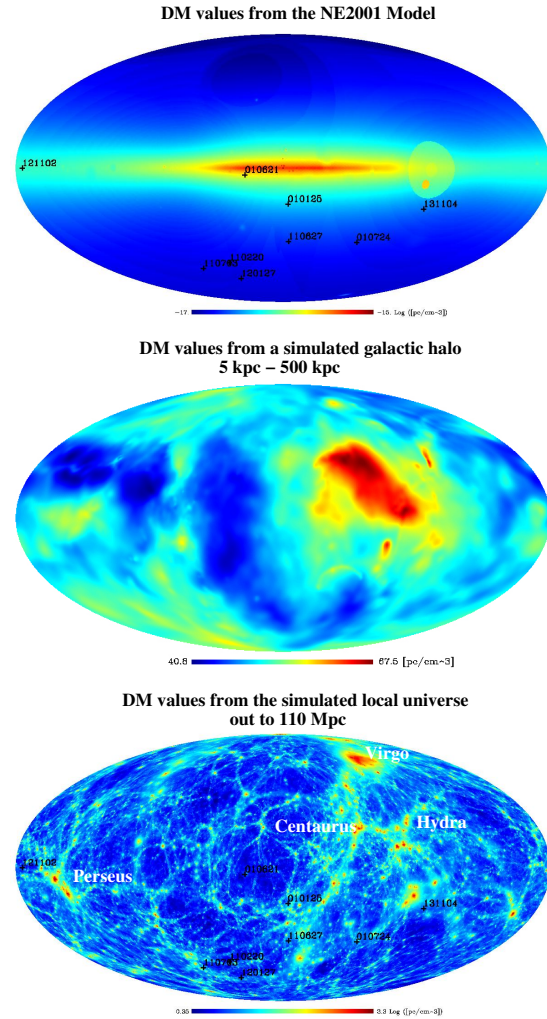 DM values from the NE2001 Model
121102
010621
010125
131104
110627
010724
110220
110703
120127
−17 −15. Log ([pc/cm^3])
DM values from a simulated galactic halo
5 kpc − 500 kpc
40.8 67.5 [pc/cm^3]
DM values from the simulated local universe
out to 110 Mpc
Virgo
Centaurus
Hydra
121102
Perseus
010621
010125
131104
110627
010724
110220
120127
0.35 3.3 Log ([pc/cm^3])